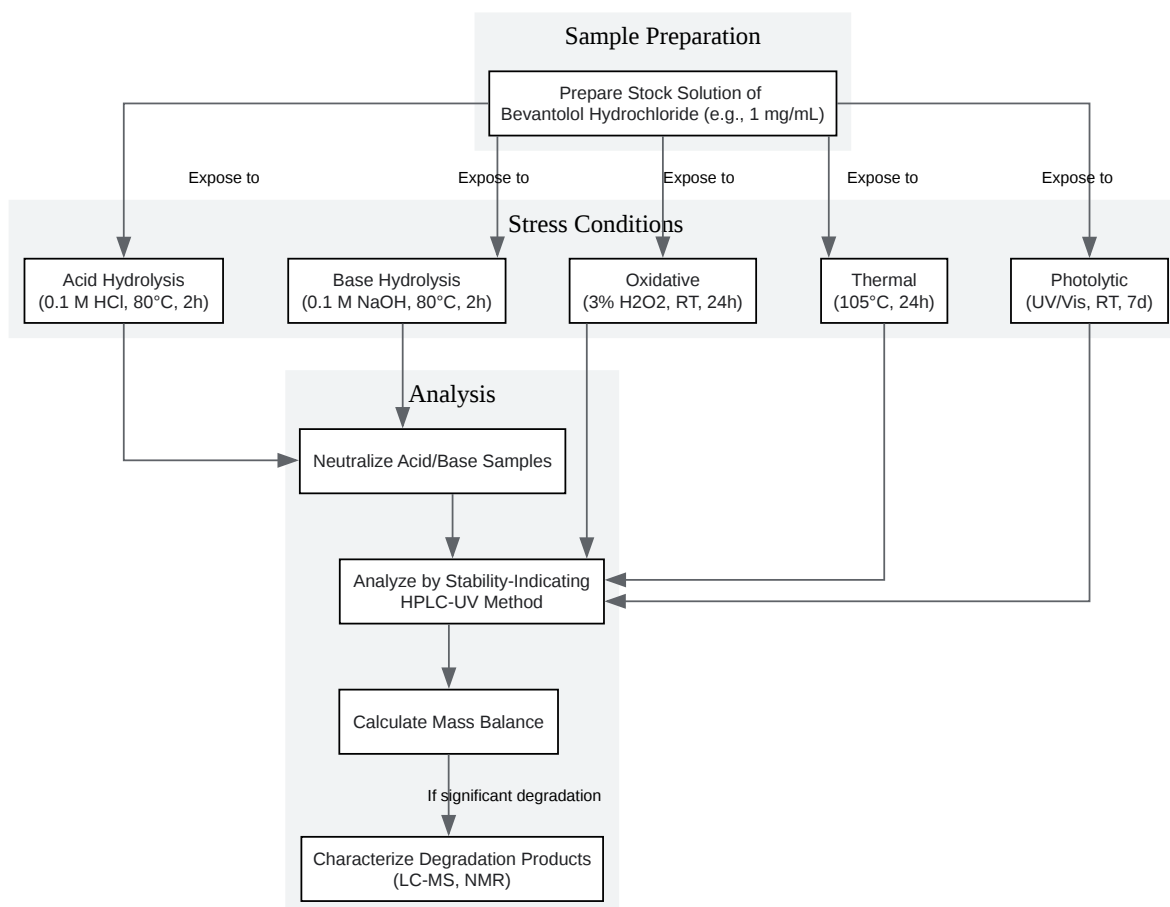 Sample Preparation
Prepare Stock Solution of
Bevantolol Hydrochloride (e.g., 1 mg/mL)
Expose to
Expose to
Expose to
Expose to
Expose to
Stress Conditions
Acid Hydrolysis
(0.1 M HCl, 80°C, 2h)
Base Hydrolysis
(0.1 M NaOH, 80°C, 2h)
Oxidative
(3% H2O2, RT, 24h)
Thermal
(105°C, 24h)
Photolytic
(UV/Vis, RT, 7d)
Analysis
Neutralize Acid/Base Samples
Analyze by Stability-Indicating
HPLC-UV Method
Calculate Mass Balance
If significant degradation
Characterize Degradation Products
(LC-MS, NMR)